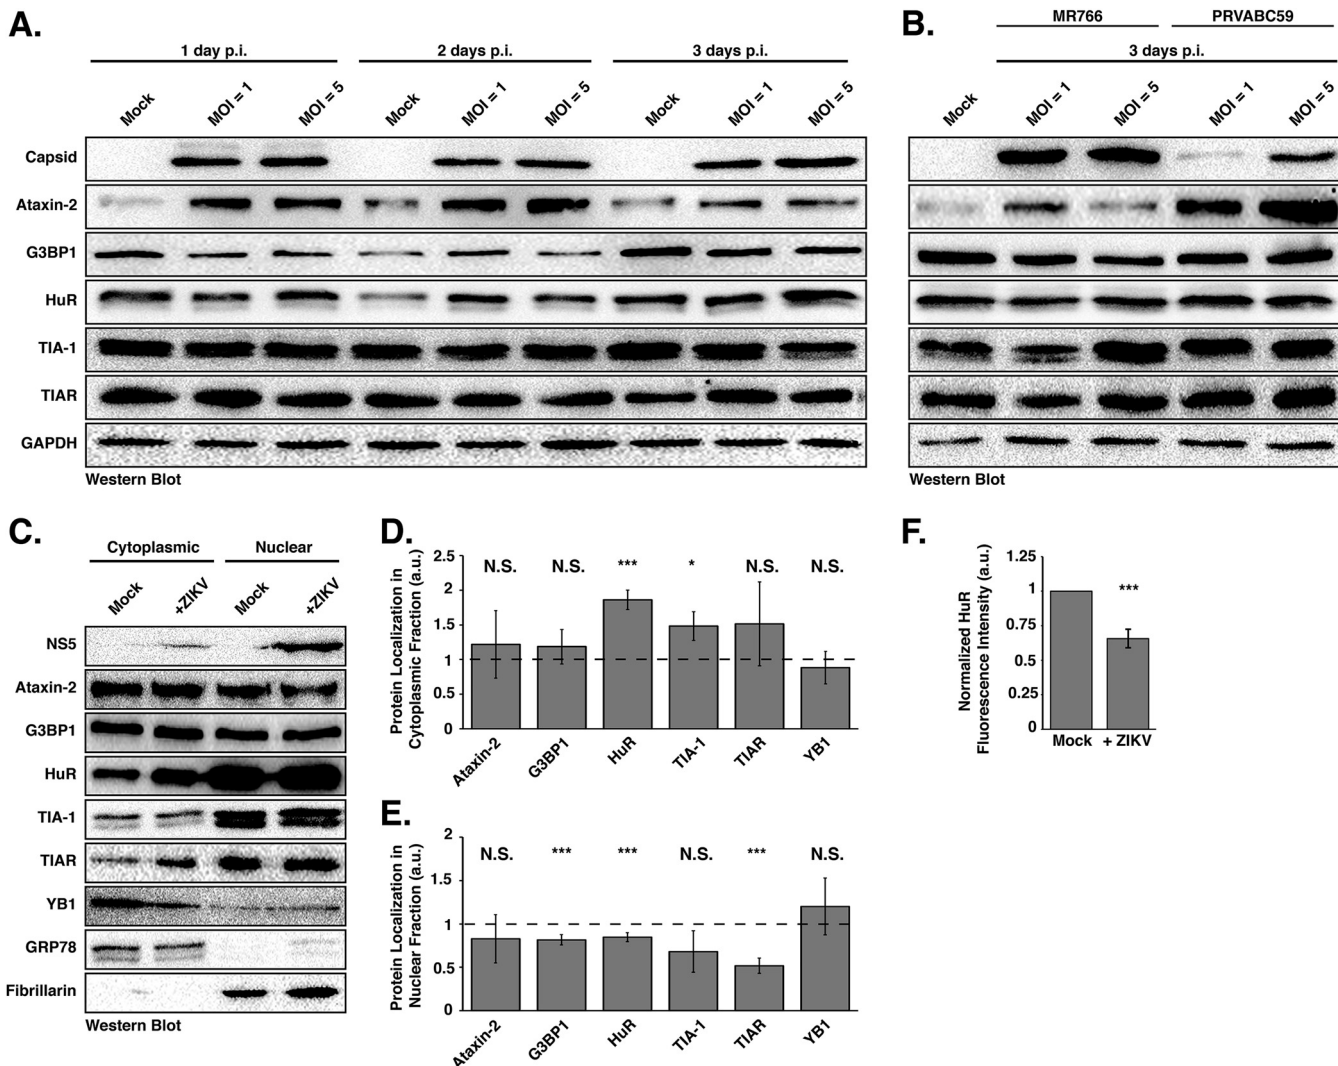 A.
1 day p.i. 2 days p.i. 3 days p.i.
Mock MOI = 1 MOI = 5 Mock MOI = 1 MOI = 5 Mock MOI = 1 MOI = 5
Capsid
Ataxin-2
G3BP1
HuR
TIA-1
TIAR
GAPDH
Western Blot
B.
MR766 PRVABC59
3 days p.i.
Mock MOI = 1 MOI = 5 MOI = 1 MOI = 5
Western Blot
C.
Cytoplasmic Nuclear
Mock +ZIKV Mock +ZIKV
NS5
Ataxin-2
G3BP1
HuR
TIA-1
TIAR
YB1
GRP78
Fibrillarin
Western Blot
D.
Protein Localization in
Cytoplasmic Fraction (a.u.)
2.5
2
1.5
1
0.5
0
N.S. N.S. *** * N.S. N.S.
Ataxin-2 G3BP1 HuR TIA-1 TIAR YB1
E.
Protein Localization in
Nuclear Fraction (a.u.)
2
1.5
1
0.5
0
N.S. *** *** N.S. *** N.S.
Ataxin-2 G3BP1 HuR TIA-1 TIAR YB1
F.
Normalized HuR
Fluorescence Intensity (a.u.)
1.25
1
0.75
0.5
0.25
0
***
Mock + ZIKV